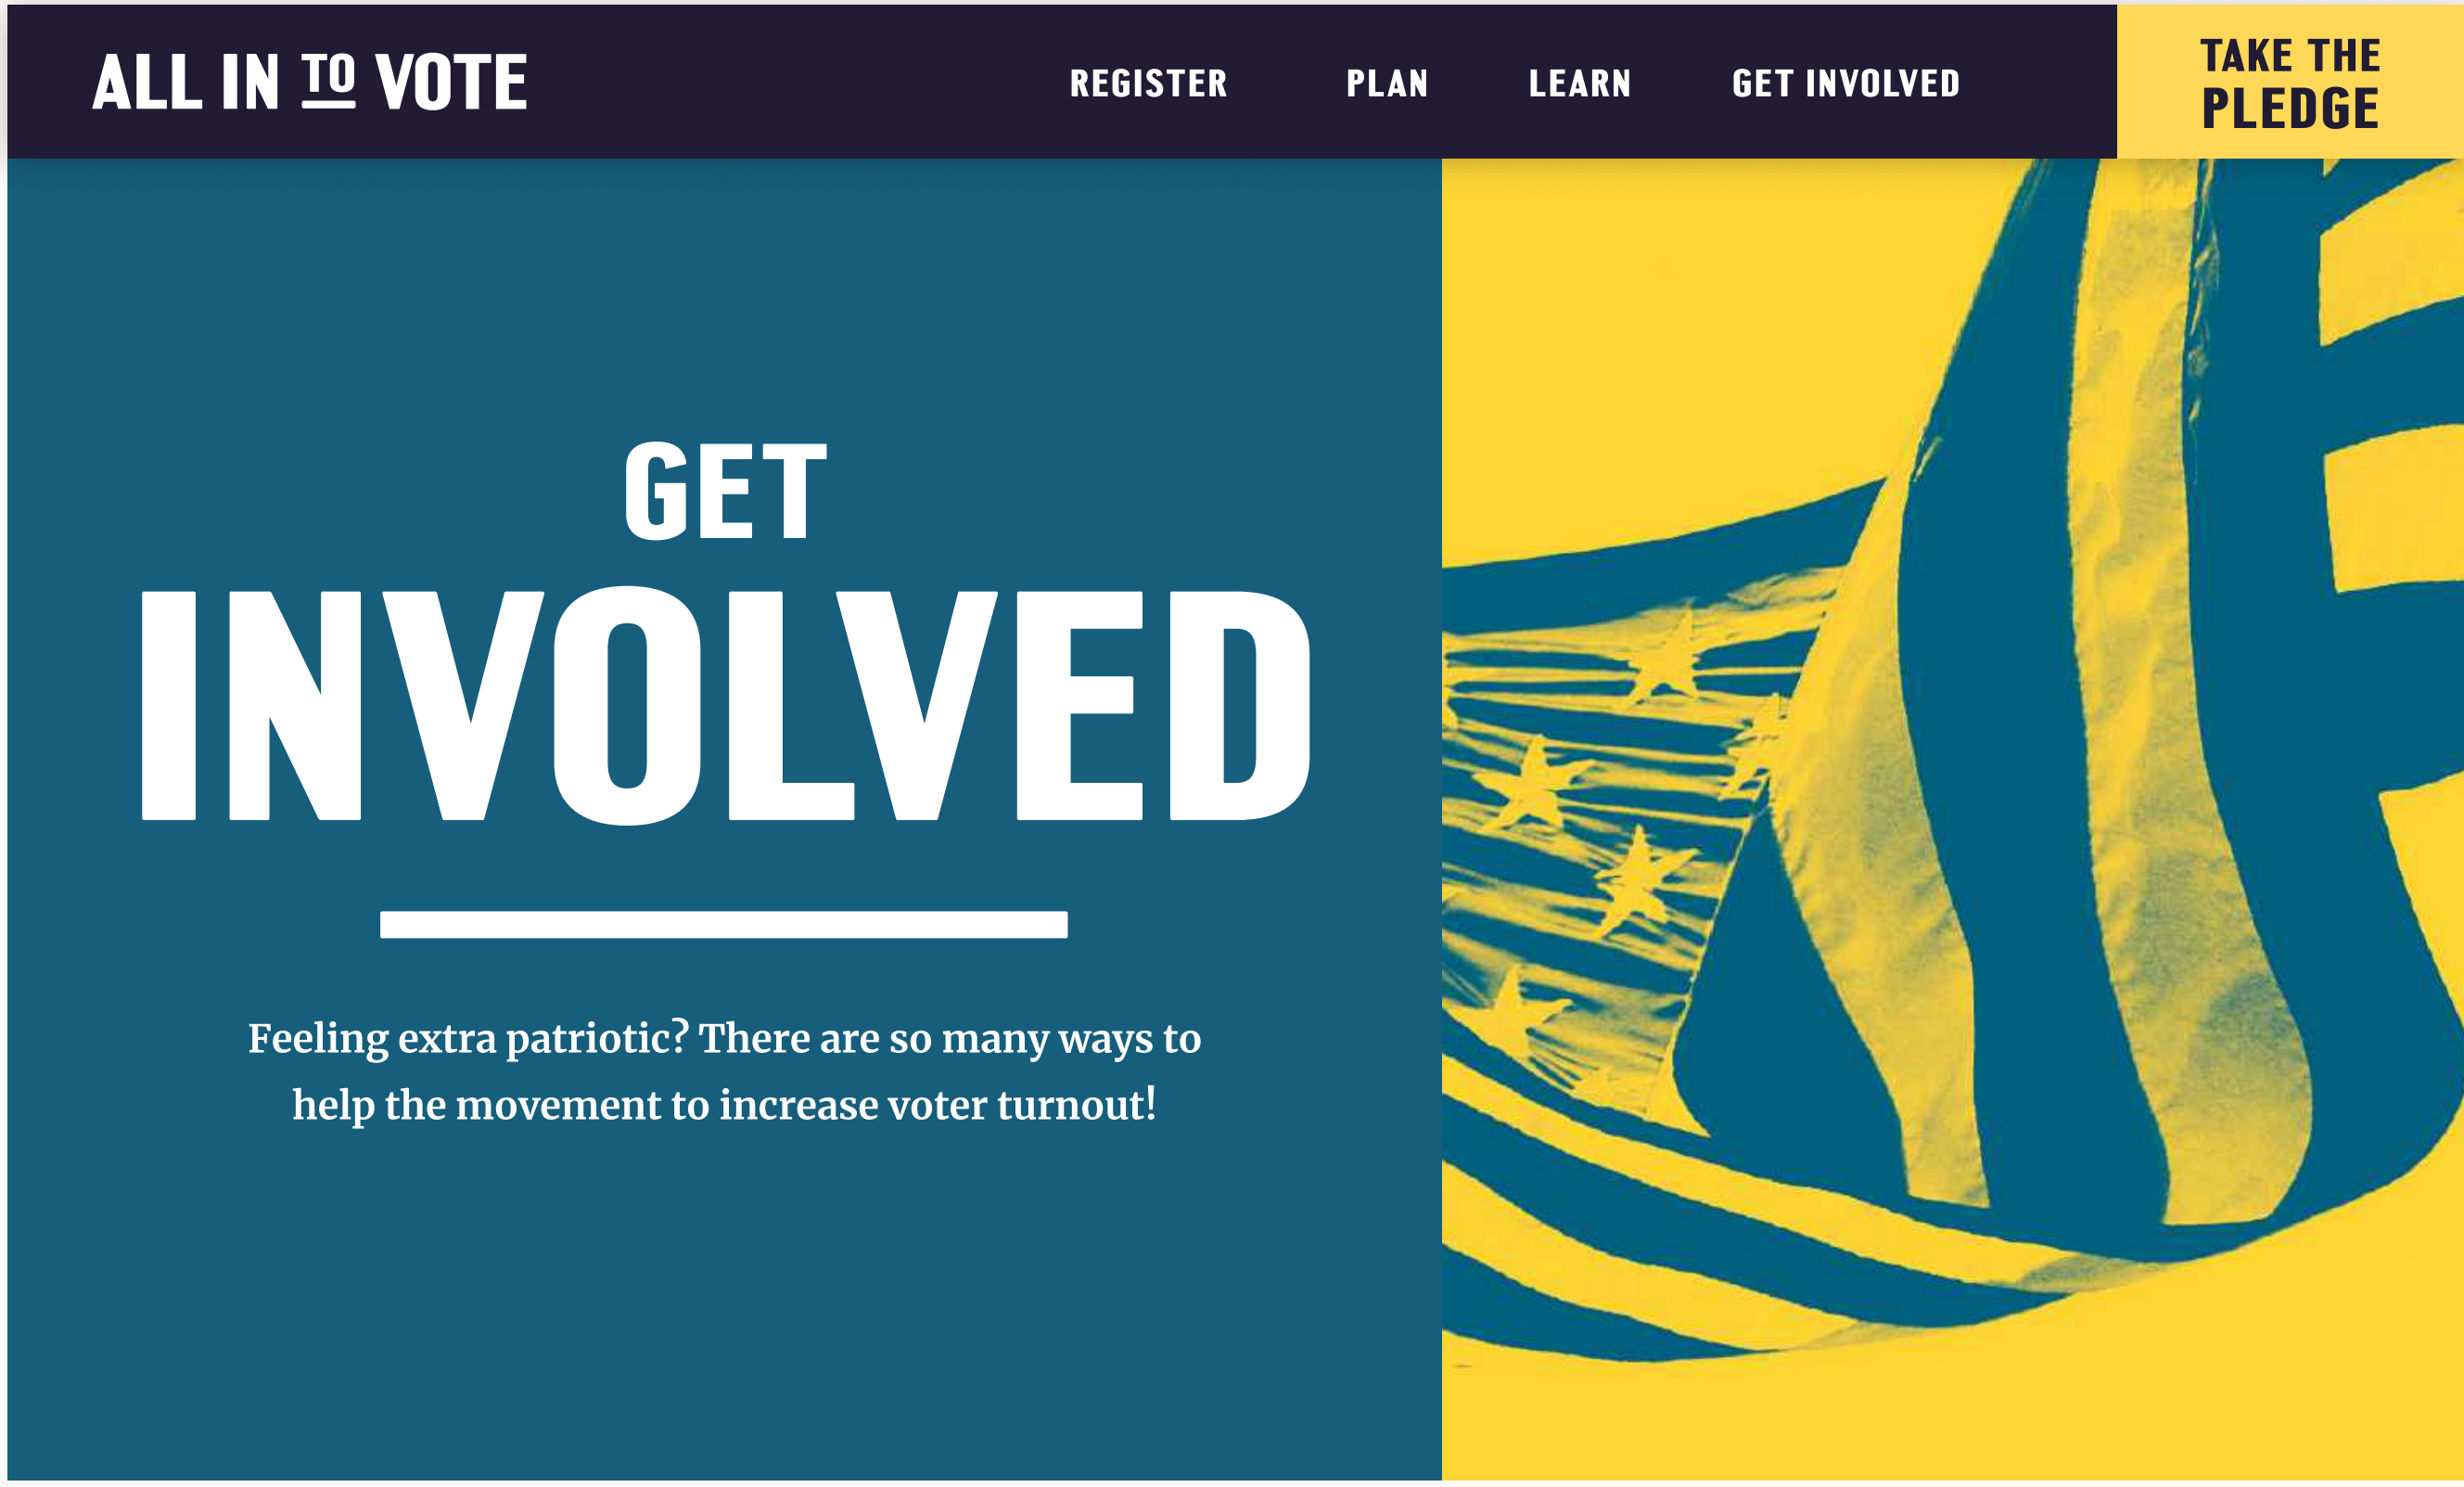 ALL IN TO VOTE
REGISTER PLAN LEARN GET INVOLVED
TAKE THE
PLEDGE
GET
INVOLVED
Feeling extra patriotic? There are so many ways to
help the movement to increase voter turnout!